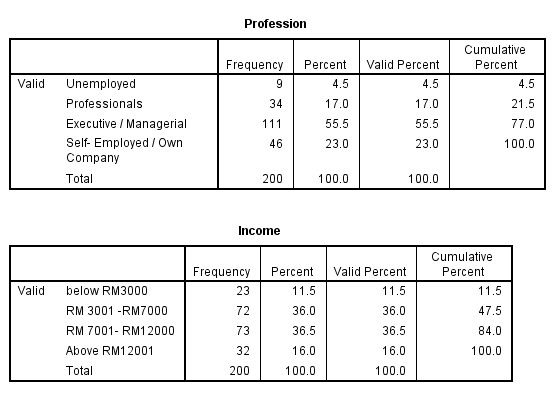 Profession
Cumulative
Frequency Percent Valid Percent Percent
Valid Unemployed 9 4.5 4.5 4.5
Professionals 34 17.0 17.0 21.5
Executive / Managerial 111 55.5 55.5 77.0
Self- Employed / Own 46 23.0 23.0 100.0
Company
Total 200 100.0 100.0
Income
Cumulative
Frequency Percent Valid Percent Percent
Valid below RM3000 23 11.5 11.5 11.5
RM 3001 -RM7000 72 36.0 36.0 47.5
RM 7001- RM12000 73 36.5 36.5 84.0
Above RM12001 32 16.0 16.0 100.0
Total 200 100.0 100.0